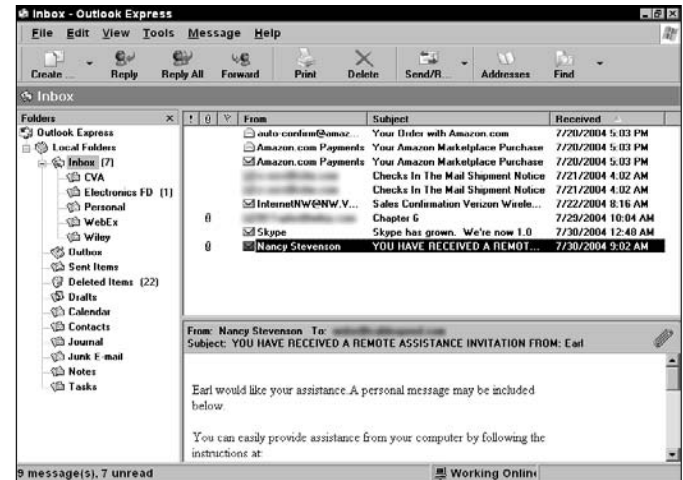 Inbox - Outlook Express
File Edit View Tools Message Help
Create ... Reply Reply All Forward Print Delete Send/R... Addresses Find
Inbox
Folders × ! From Subject Received
Outlook Express
Local Folders
Inbox (7)
CVA
Electronics FD (1)
Personal
WebEx
Wiley
Outbox
Sent Items
Deleted Items (22)
Drafts
Calendar
Contacts
Journal
Junk E-mail
Notes
Tasks
auto-confirm@amaz... Your Order with Amazon.com 7/20/2004 5:03 PM
Amazon.com Payments Your Amazon Marketplace Purchase 7/20/2004 5:03 PM
Amazon.com Payments Your Amazon Marketplace Purchase 7/20/2004 5:03 PM
Checks In The Mail Shipment Notice 7/21/2004 4:02 AM
Checks In The Mail Shipment Notice 7/21/2004 4:02 AM
InternetNW@NW.V... Sales Confirmation Verizon Wirele... 7/22/2004 8:16 AM
Chapter 6 7/29/2004 10:04 AM
Skype Skype has grown. We're now 1.0 7/30/2004 12:48 AM
Nancy Stevenson YOU HAVE RECEIVED A REMOT... 7/30/2004 9:02 AM
From: Nancy Stevenson To:
Subject: YOU HAVE RECEIVED A REMOTE ASSISTANCE INVITATION FROM: Earl
Earl would like your assistance. A personal message may be included
below.
You can easily provide assistance from your computer by following the
instructions at:
9 message(s), 7 unread Working Online